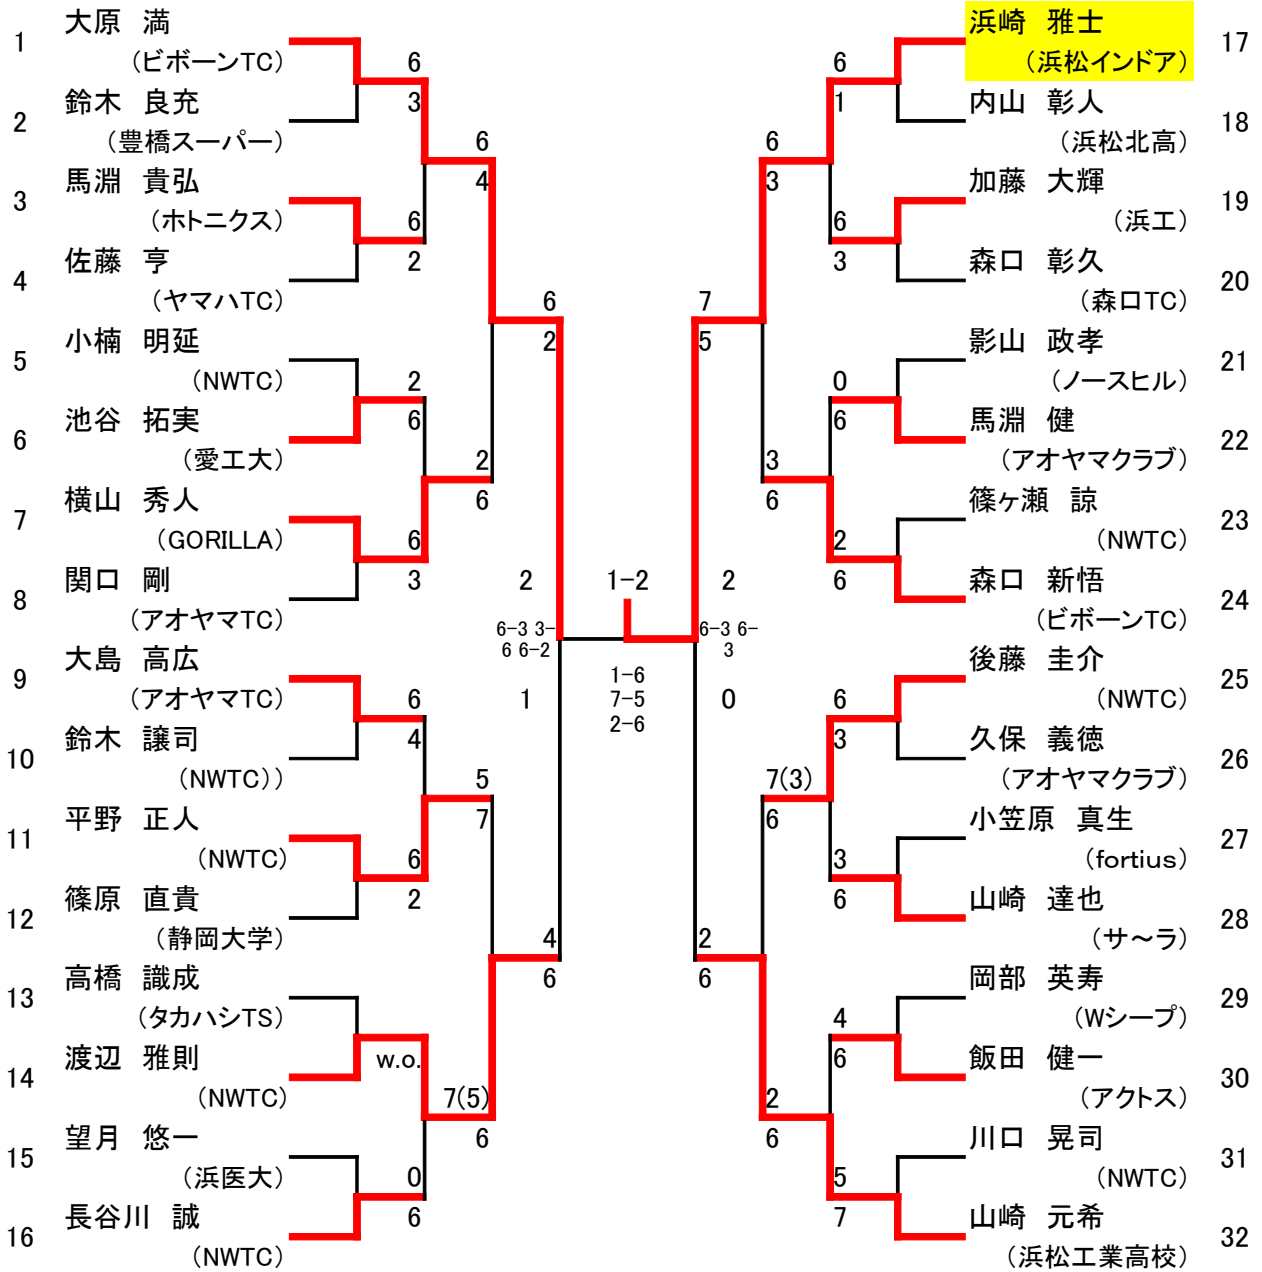 1 大原 満
(ビボーンTC)
2 鈴木 良充
(豊橋スーパー)
3 馬淵 貴弘
(ホトニクス)
4 佐藤 亨
(ヤマハTC)
5 小楠 明延
(NWTC)
6 池谷 拓実
(愛工大)
7 横山 秀人
(GORILLA)
8 関口 剛
(アオヤマTC)
9 大島 高広
(アオヤマTC)
10 鈴木 譲司
(NWTC))
11 平野 正人
(NWTC)
12 篠原 直貴
(静岡大学)
13 高橋 識成
(タカハシTS)
14 渡辺 雅則
(NWTC)
15 望月 悠一
(浜医大)
16 長谷川 誠
(NWTC)
6
3
6
2
2
6
6
3
6
4
6
2
w.o.
0
6
6
4
2
6
5
7
7(5)
6
6
2
4
6
2
6-3 3-
6 6-2
1
1-2
1-6
7-5
2-6
2
6-3 6-
3
0
7
5
2
6
6
3
3
6
7(3)
6
2
6
6
1
6
3
0
6
2
6
6
3
3
6
4
6
5
7
浜崎 雅士 17
(浜松インドア)
内山 彰人 18
(浜松北高)
加藤 大輝 19
(浜工)
森口 彰久 20
(森口TC)
影山 政孝 21
(ノースヒル)
馬淵 健 22
(アオヤマクラブ)
篠ヶ瀬 諒 23
(NWTC)
森口 新悟 24
(ビボーンTC)
後藤 圭介 25
(NWTC)
久保 義徳 26
(アオヤマクラブ)
小笠原 真生 27
(fortius)
山崎 達也 28
(サ～ラ)
岡部 英寿 29
(Wシープ)
飯田 健一 30
(アクトス)
川口 晃司 31
(NWTC)
山崎 元希 32
(浜松工業高校)